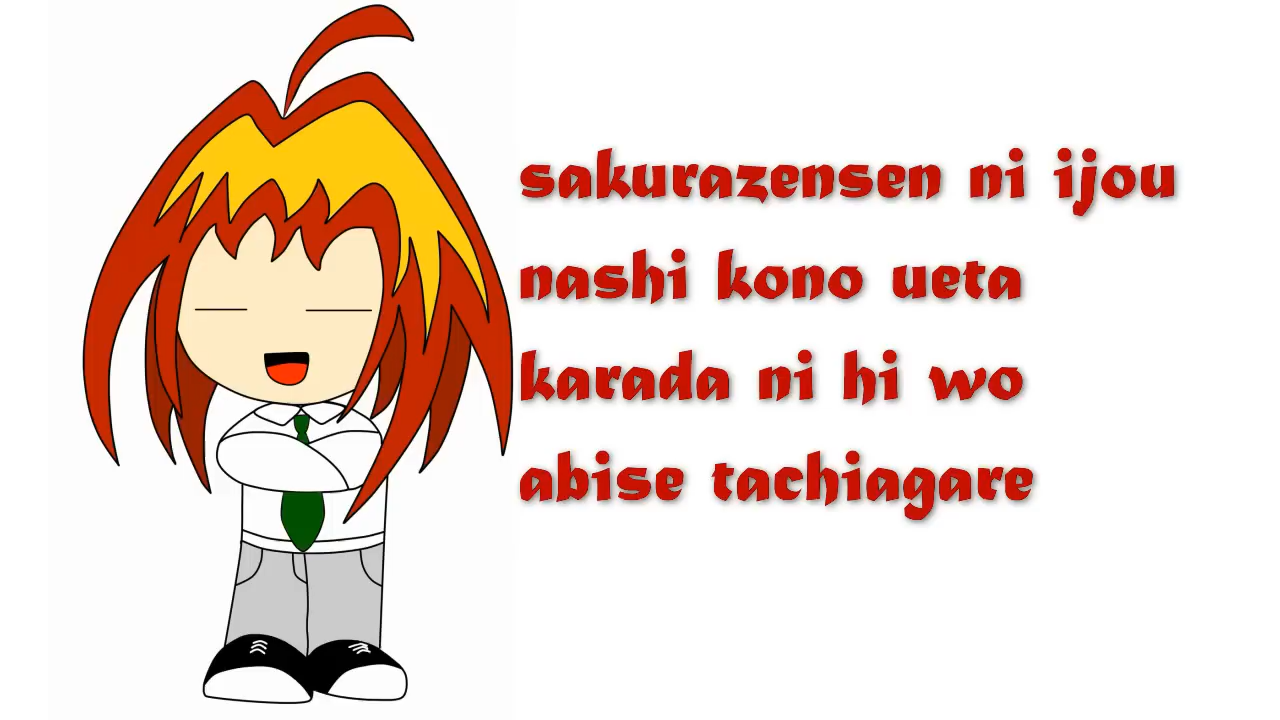 sakurazensen ni ijou
nashi kono ueta
karada ni hi wo
abise tachiagare